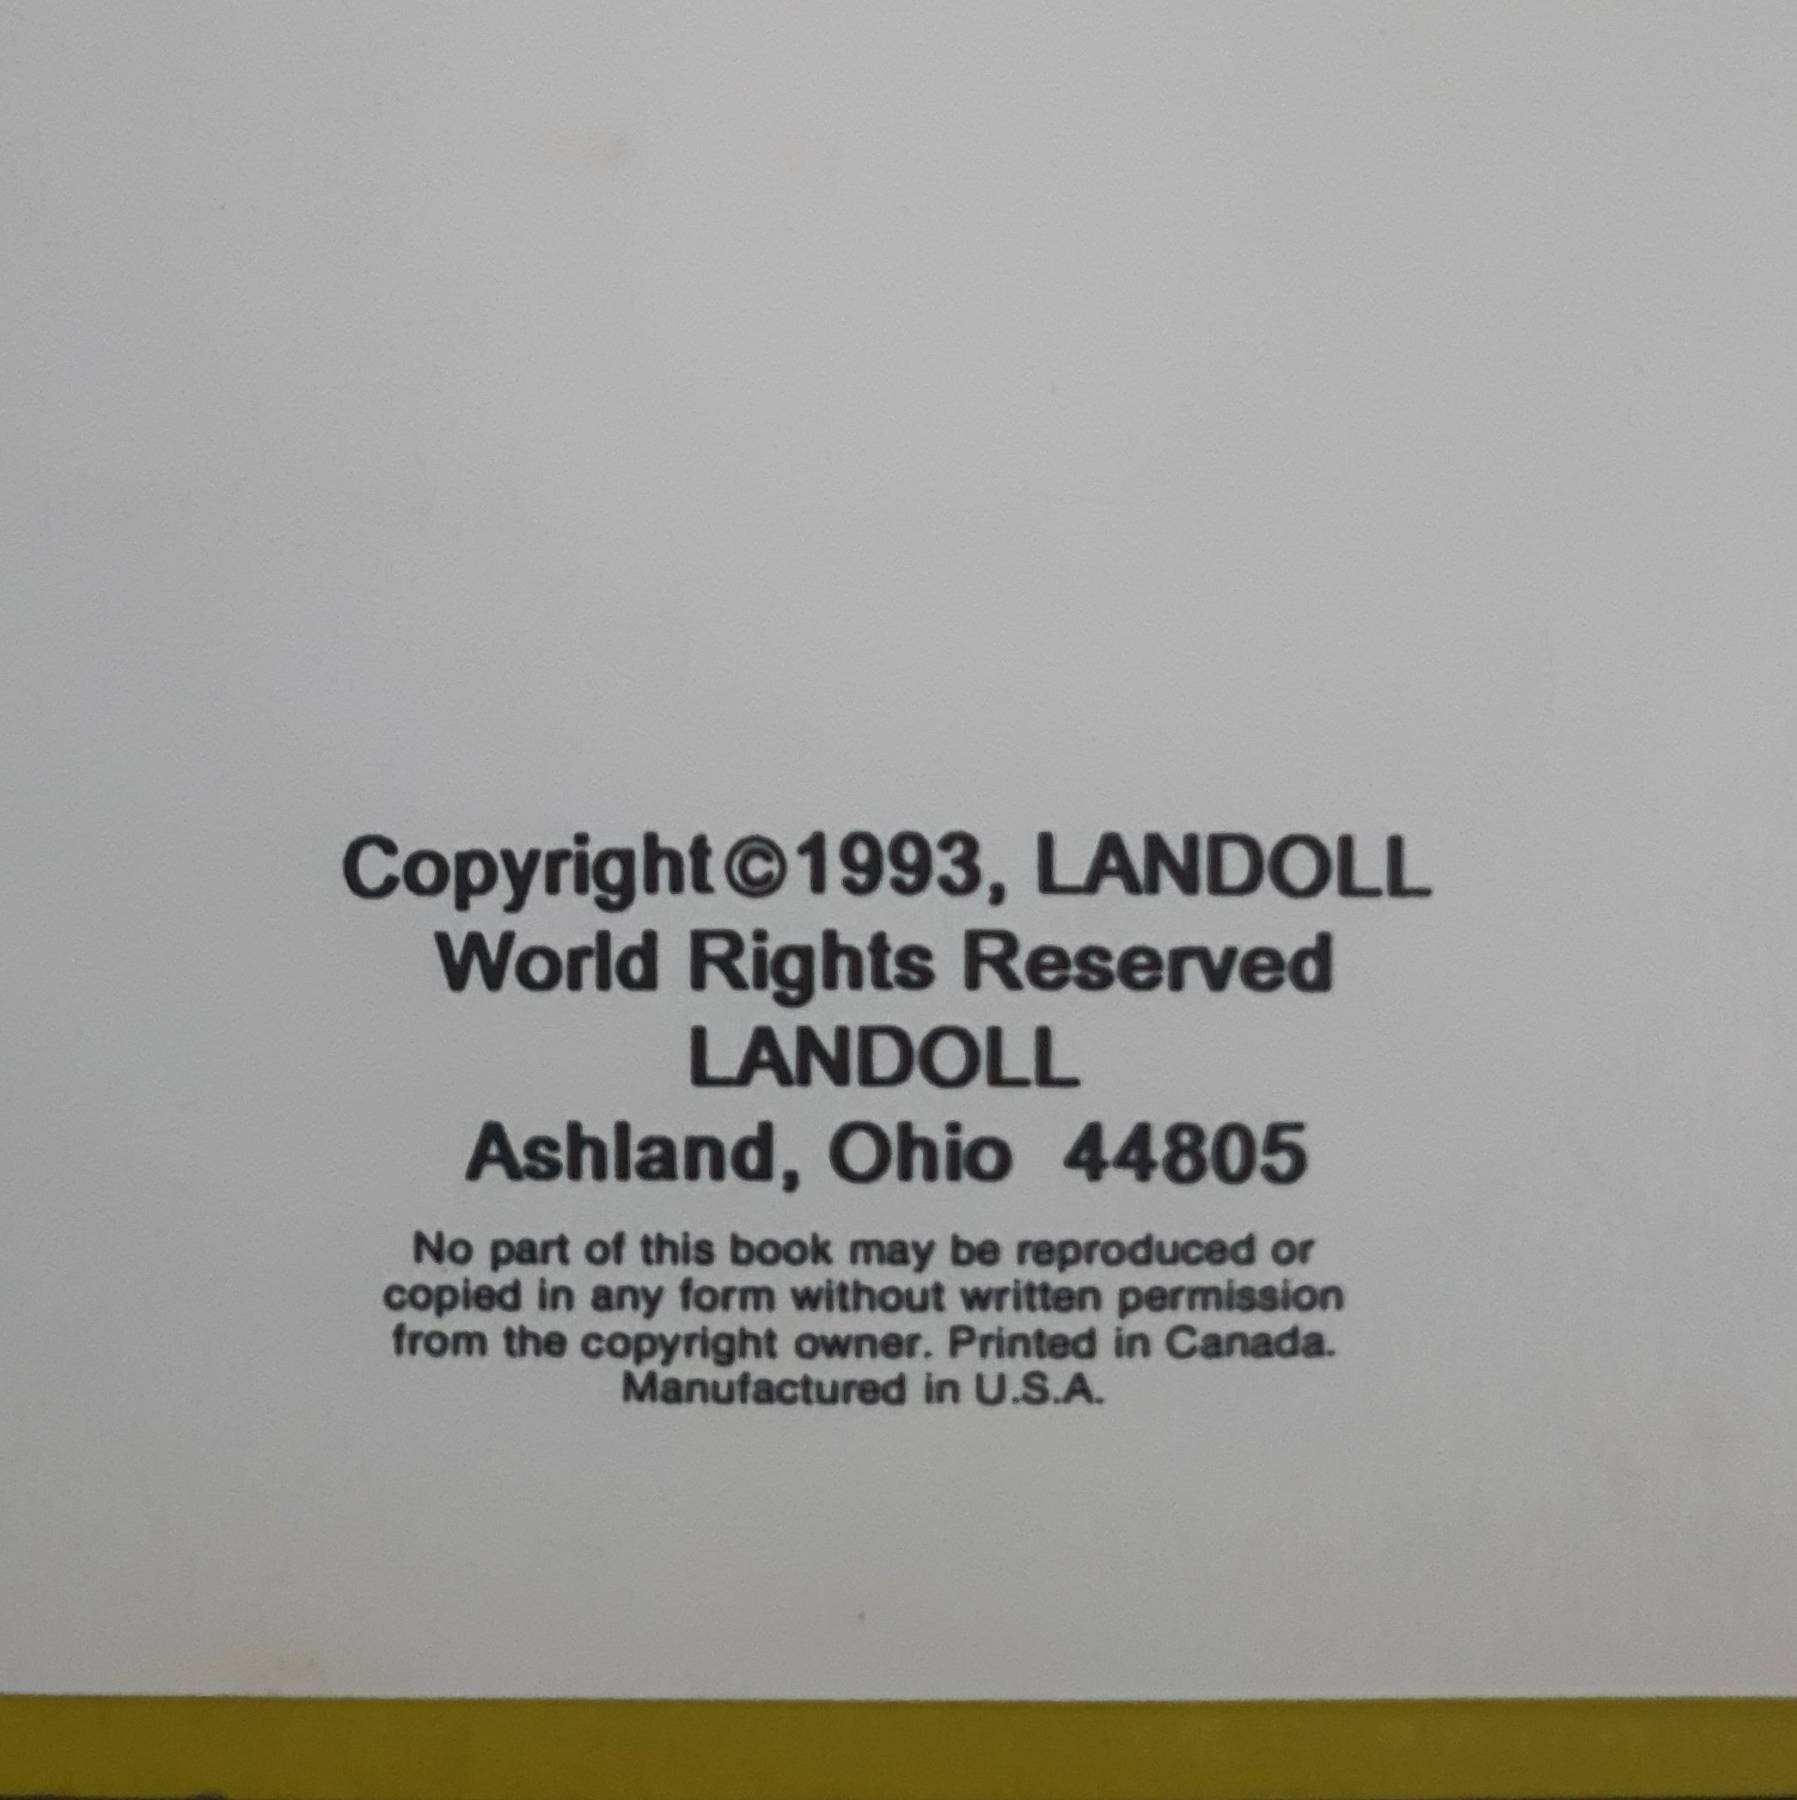 Copyright©1993, LANDOLL
World Rights Reserved
LANDOLL
Ashland, Ohio 44805
No part of this book may be reproduced or
copied in any form without written permission
from the copyright owner. Printed in Canada.
Manufactured in U.S.A.